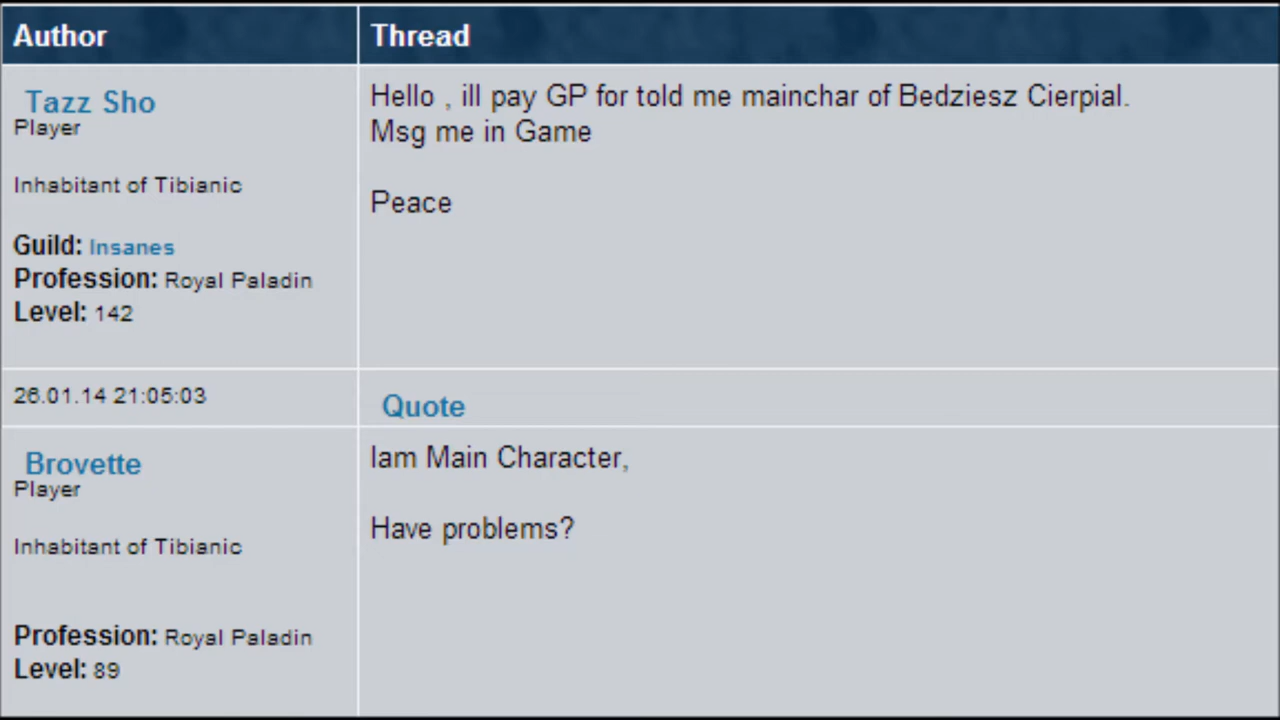 Author
Thread
Tazz Sho
Player
Inhabitant of Tibianic
Guild: Insanes
Profession: Royal Paladin
Level: 142
Hello , ill pay GP for told me mainchar of Bedziesz Cierpial.
Msg me in Game
Peace
26.01.14 21:05:03
Quote
Brovette
Player
Inhabitant of Tibianic
Profession: Royal Paladin
Level: 89
Iam Main Character,
Have problems?